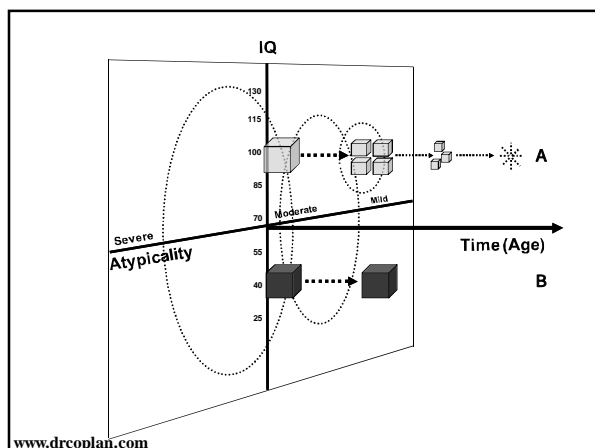 IQ
130
115
100
A
85
Mild
Moderate
70
Severe
Atypicality
Time (Age)
55
B
40
25
www.drcoplan.com